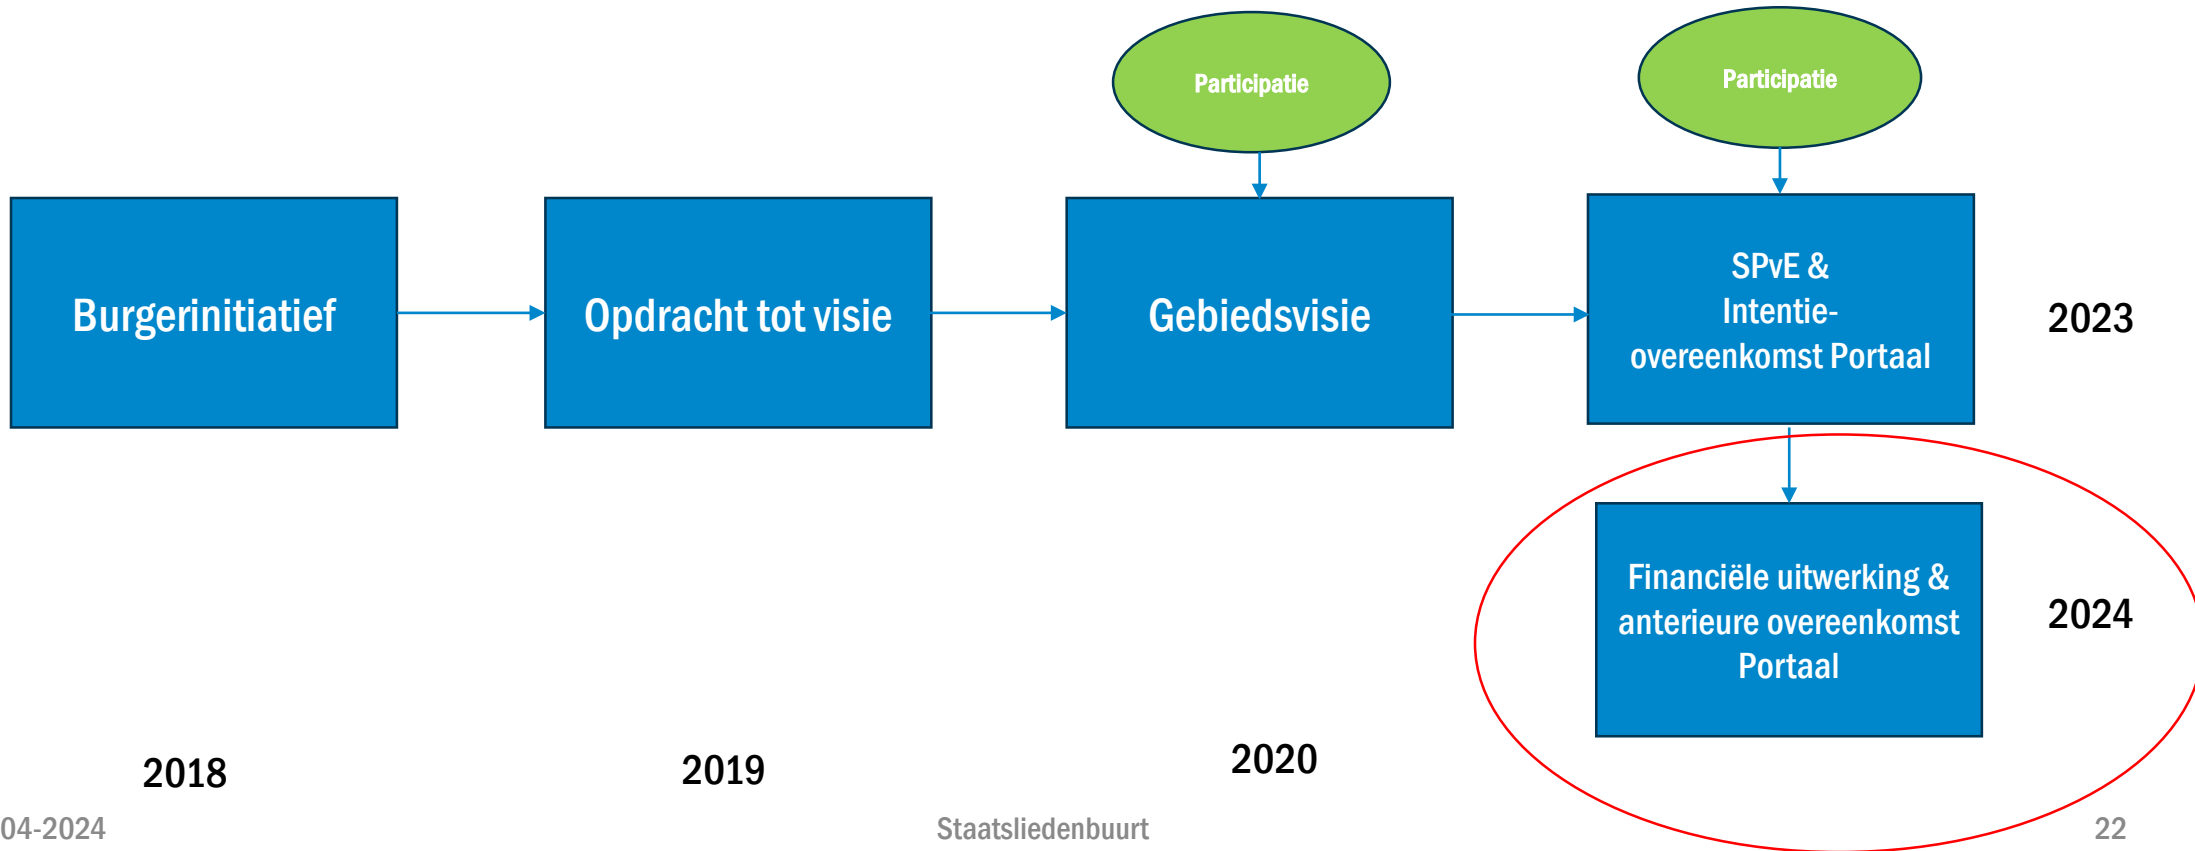 Participatie
Participatie
Burgerinitiatief
Opdracht tot visie
Gebiedsvisie
SPvE &
Intentie-
overeenkomst Portaal
2023
Financiële uitwerking &
anterieure overeenkomst
Portaal
2024
2018
2019
2020
04-2024
Staatsliedenbuurt
22